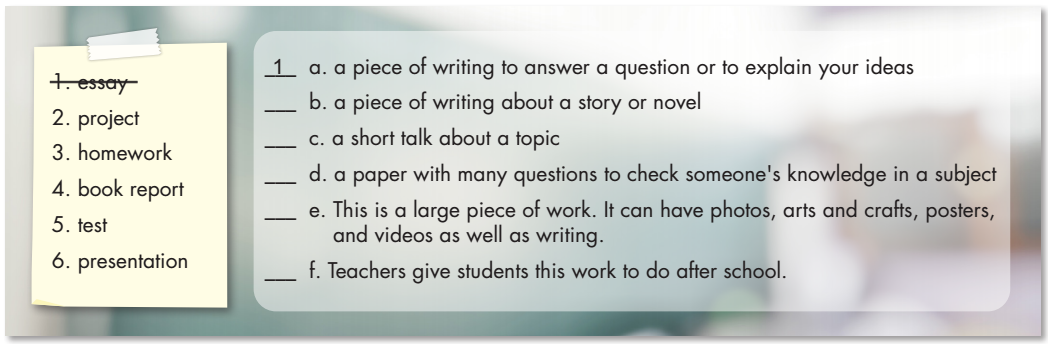 1. essay
2. project
3. homework
4. book report
5. test
6. presentation
1 a. a piece of writing to answer a question or to explain your ideas
___ b. a piece of writing about a story or novel
___ c. a short talk about a topic
___ d. a paper with many questions to check someone's knowledge in a subject
___ e. This is a large piece of work. It can have photos, arts and crafts, posters,
and videos as well as writing.
___ f. Teachers give students this work to do after school.